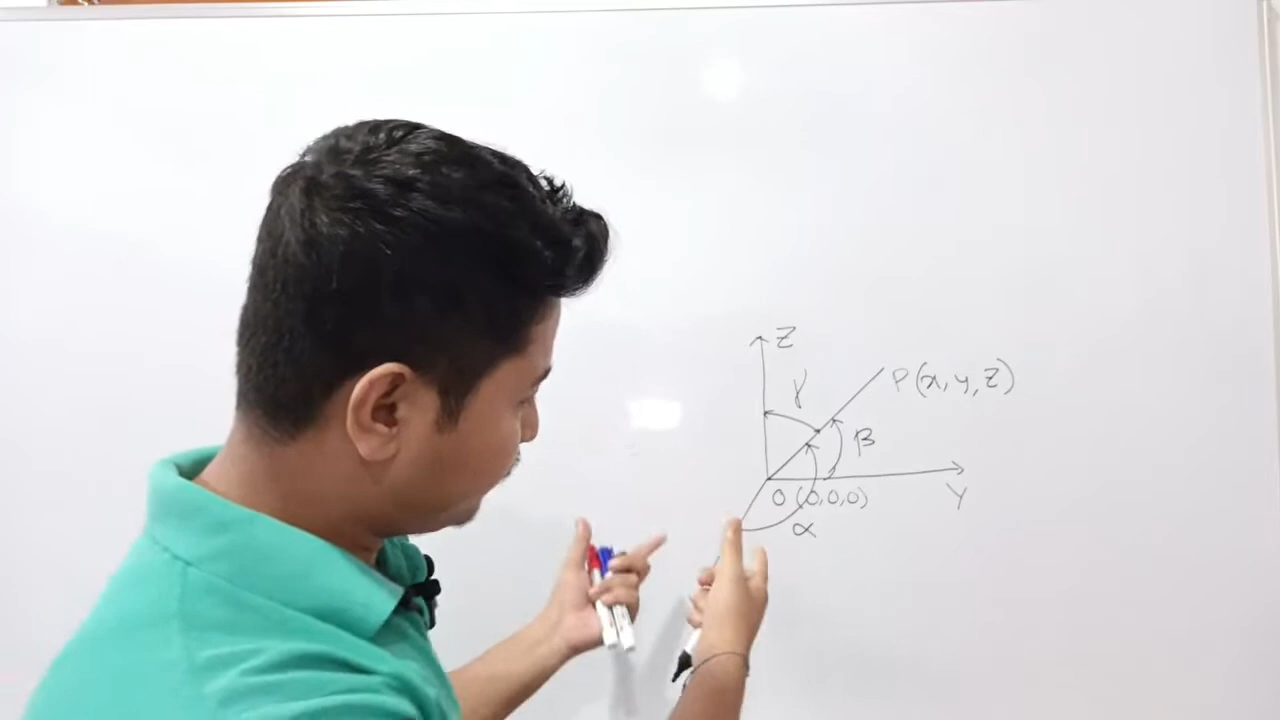 Z
γ
P(x, y, z)
β
Y
O (0,0,0)
α